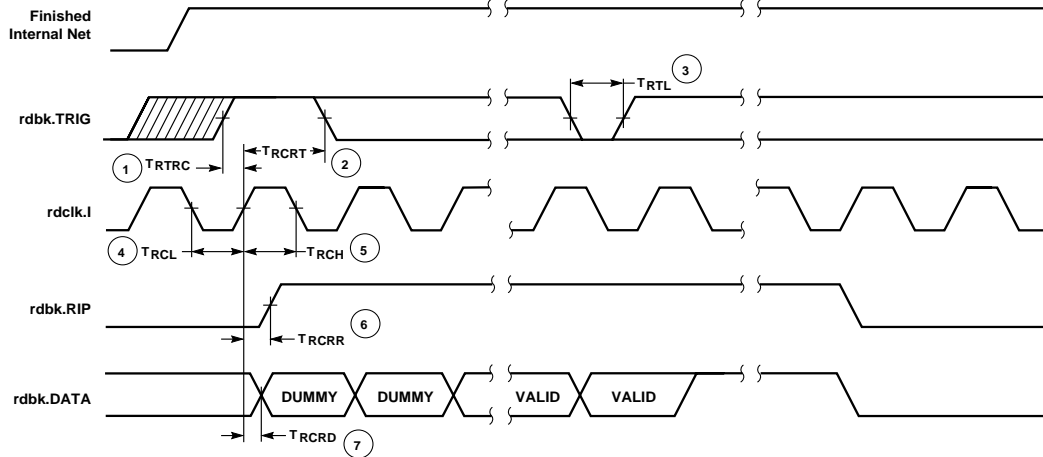 Finished
Internal Net
rdbk.TRIG
TRTL
3
1
TRTRC
TRCRT
2
rdclk.I
4
TRCL
TRCH
5
rdbk.RIP
TRCRR
6
rdbk.DATA
DUMMY
DUMMY
VALID
VALID
TRCRD
7